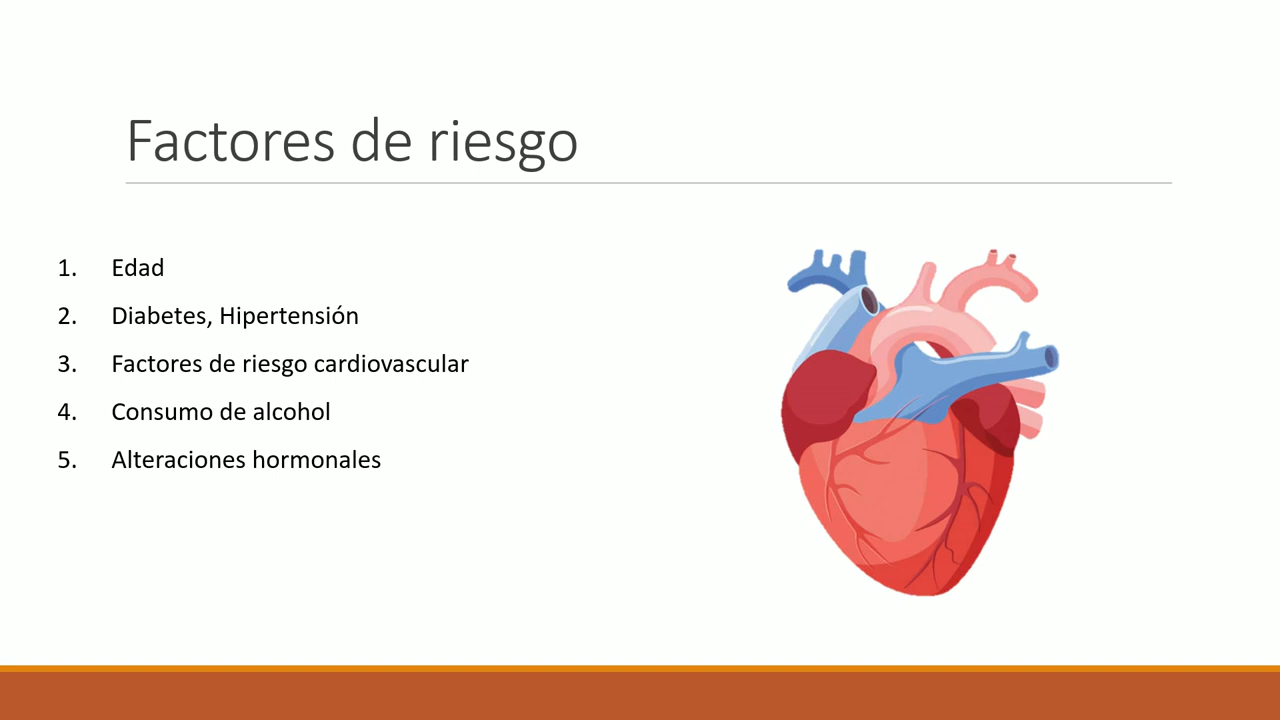 Factores de riesgo
1. Edad
2. Diabetes, Hipertensión
3. Factores de riesgo cardiovascular
4. Consumo de alcohol
5. Alteraciones hormonales